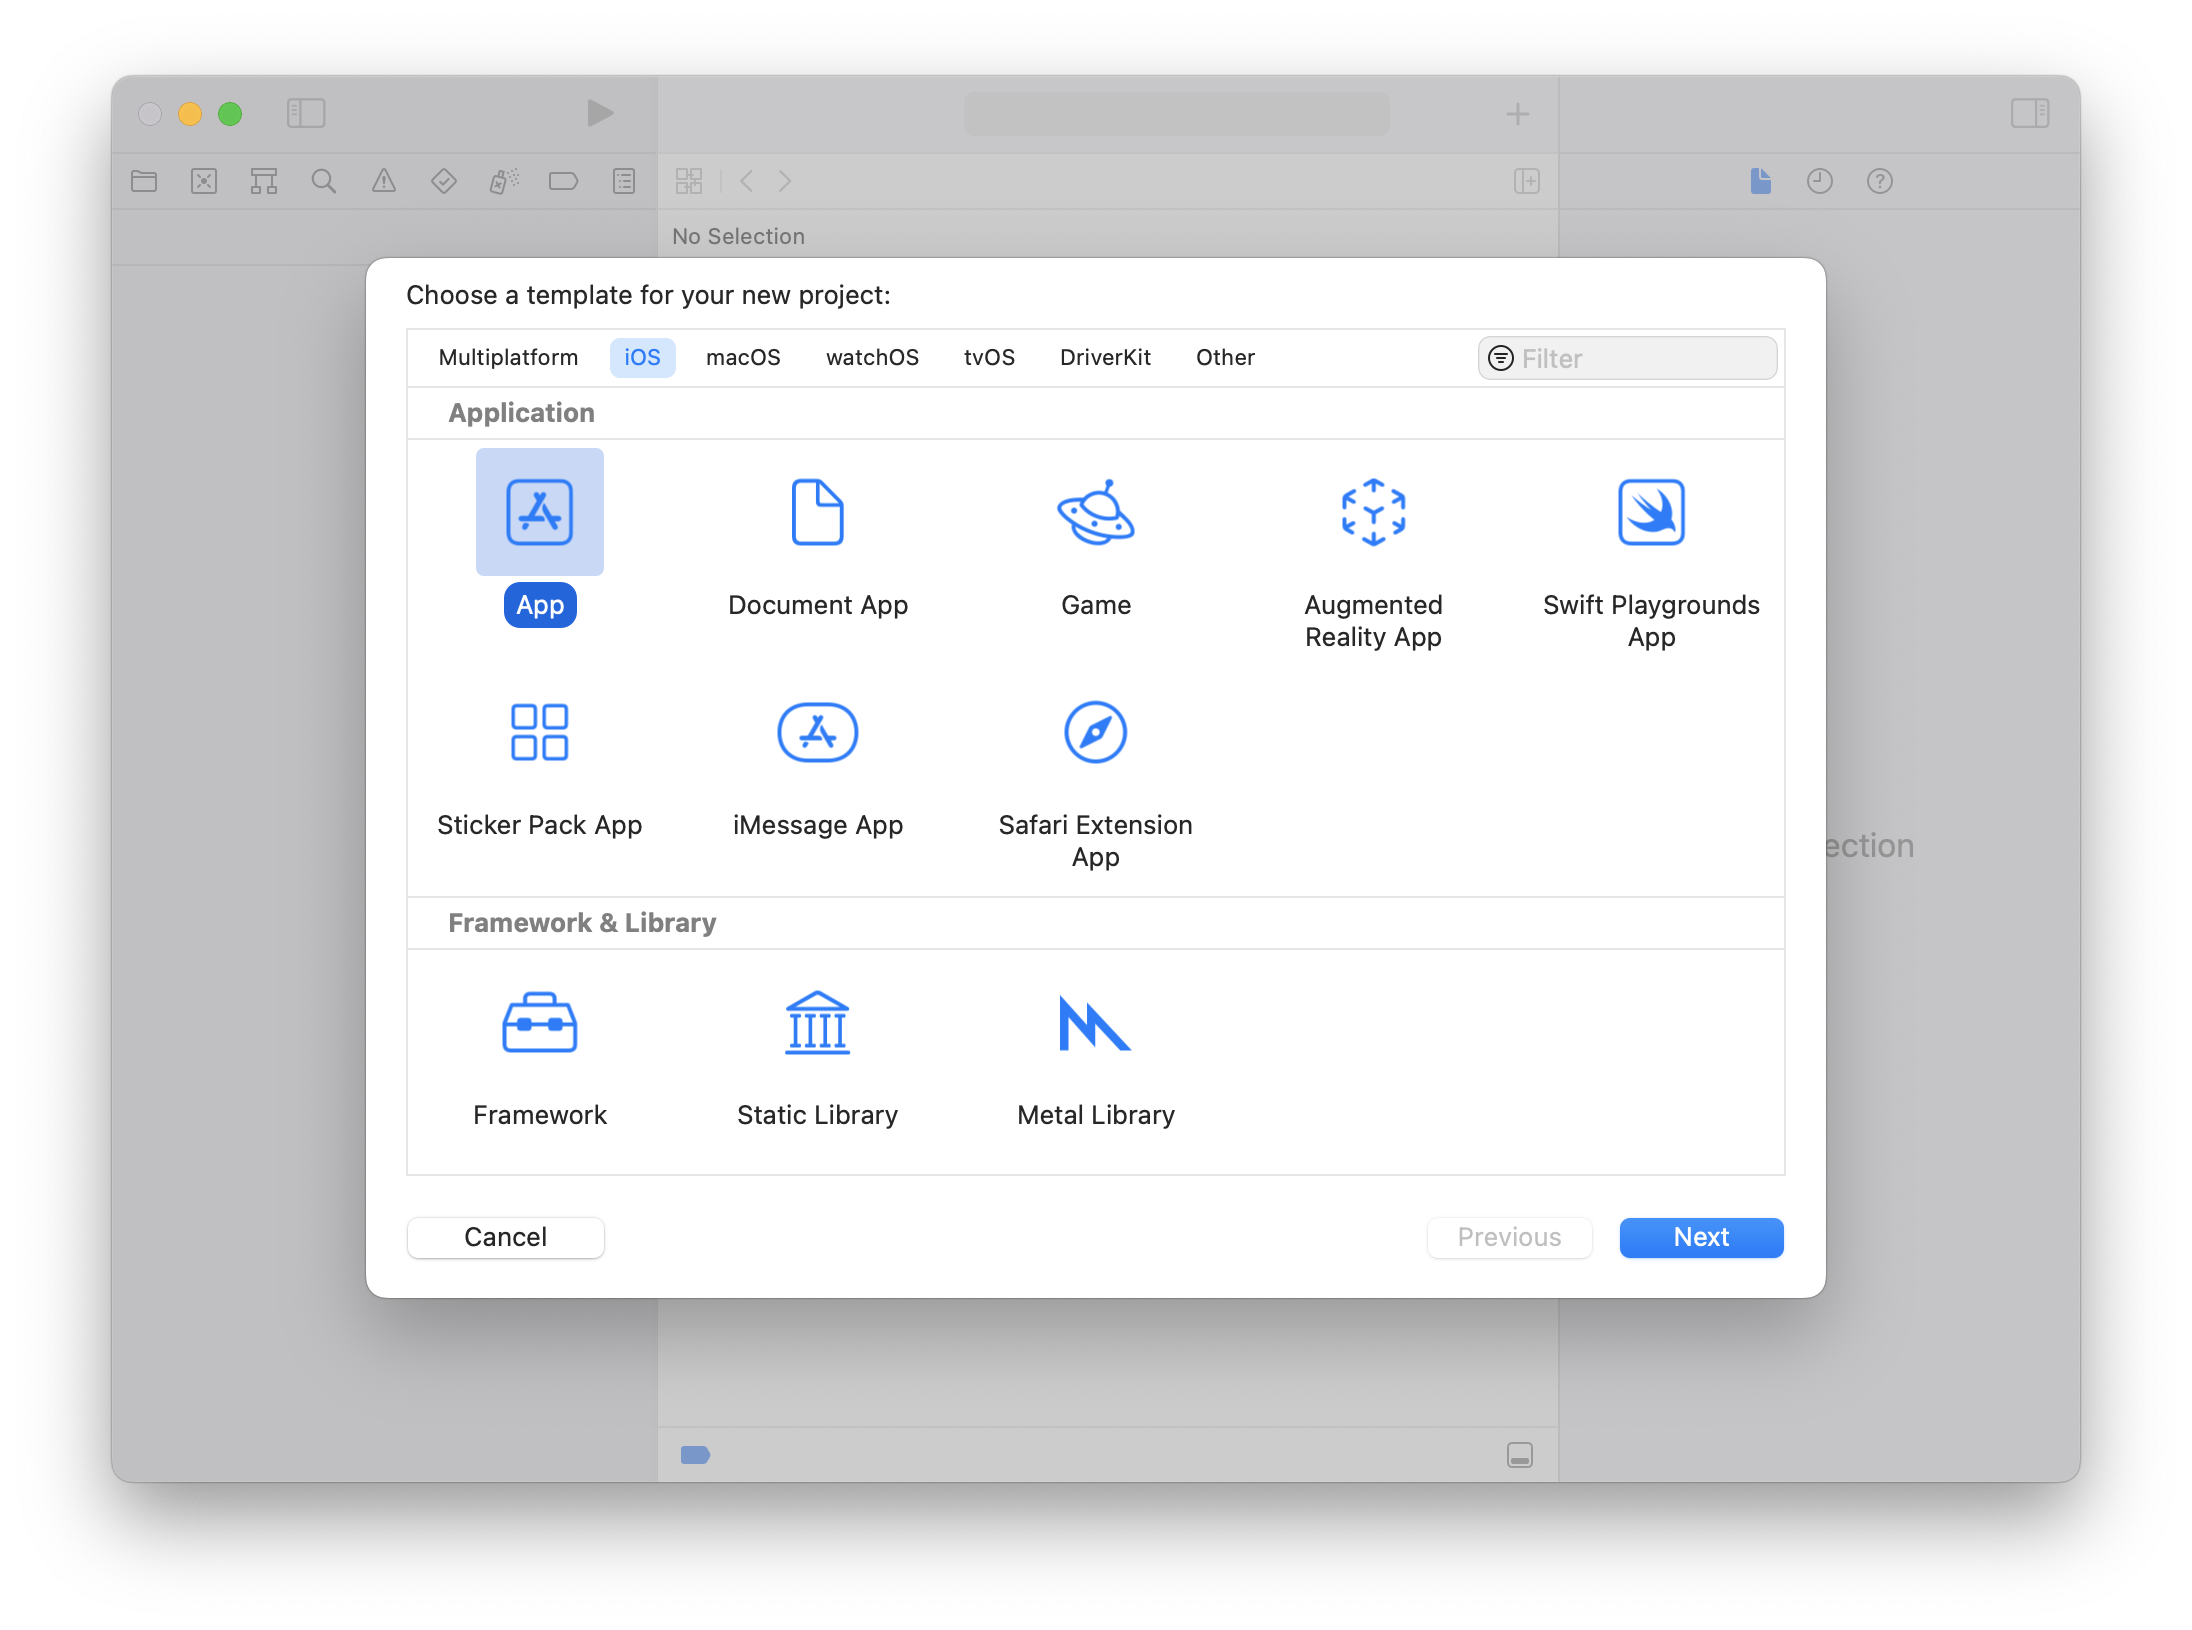 No Selection
Choose a template for your new project:
Multiplatform iOS macOS watchOS tvOS DriverKit Other Filter
Application
App Document App Game Augmented Reality App Swift Playgrounds App
Sticker Pack App iMessage App Safari Extension App
Framework & Library
Framework Static Library Metal Library
Cancel Previous Next
ection